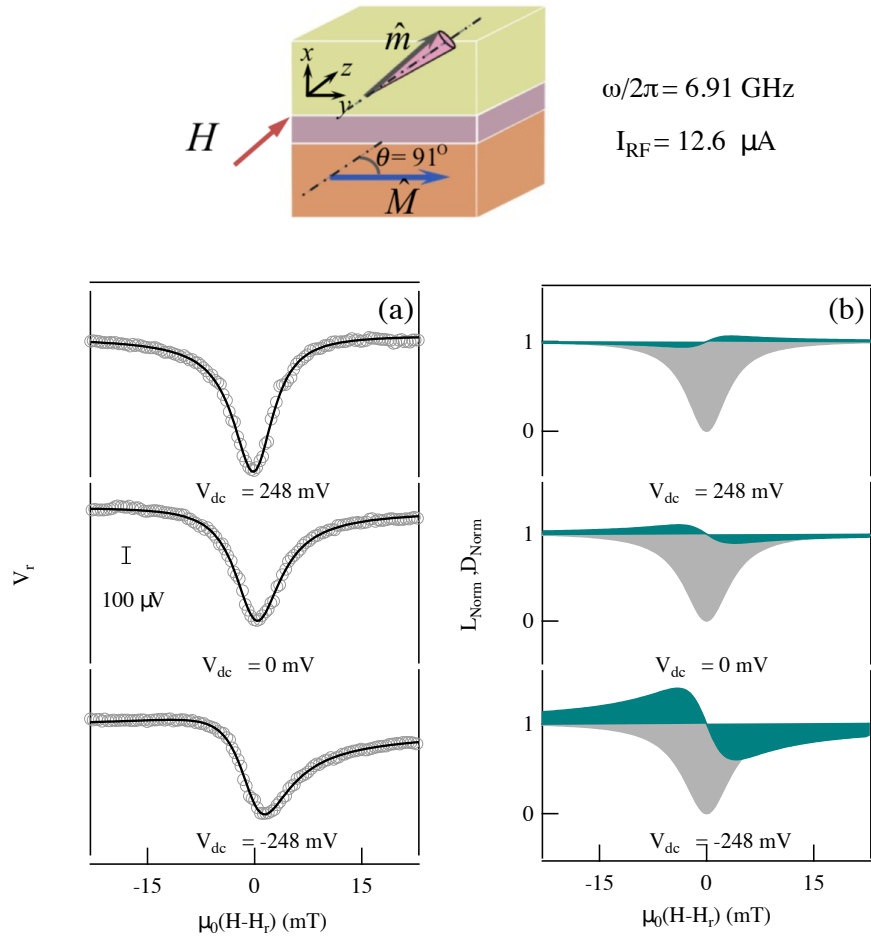 x
z
y
m̂
H
θ= 91°
M̂
ω/2π= 6.91 GHz
I_RF = 12.6 μA
(a)
V_dc = 248 mV
100 μV
V_dc = 0 mV
V_dc = -248 mV
V_r
-15
0
15
μ₀(H-H_r) (mT)
(b)
1
0
V_dc = 248 mV
1
0
V_dc = 0 mV
1
0
V_dc = -248 mV
L_Norm ,D_Norm
-15
0
15
μ₀(H-H_r) (mT)